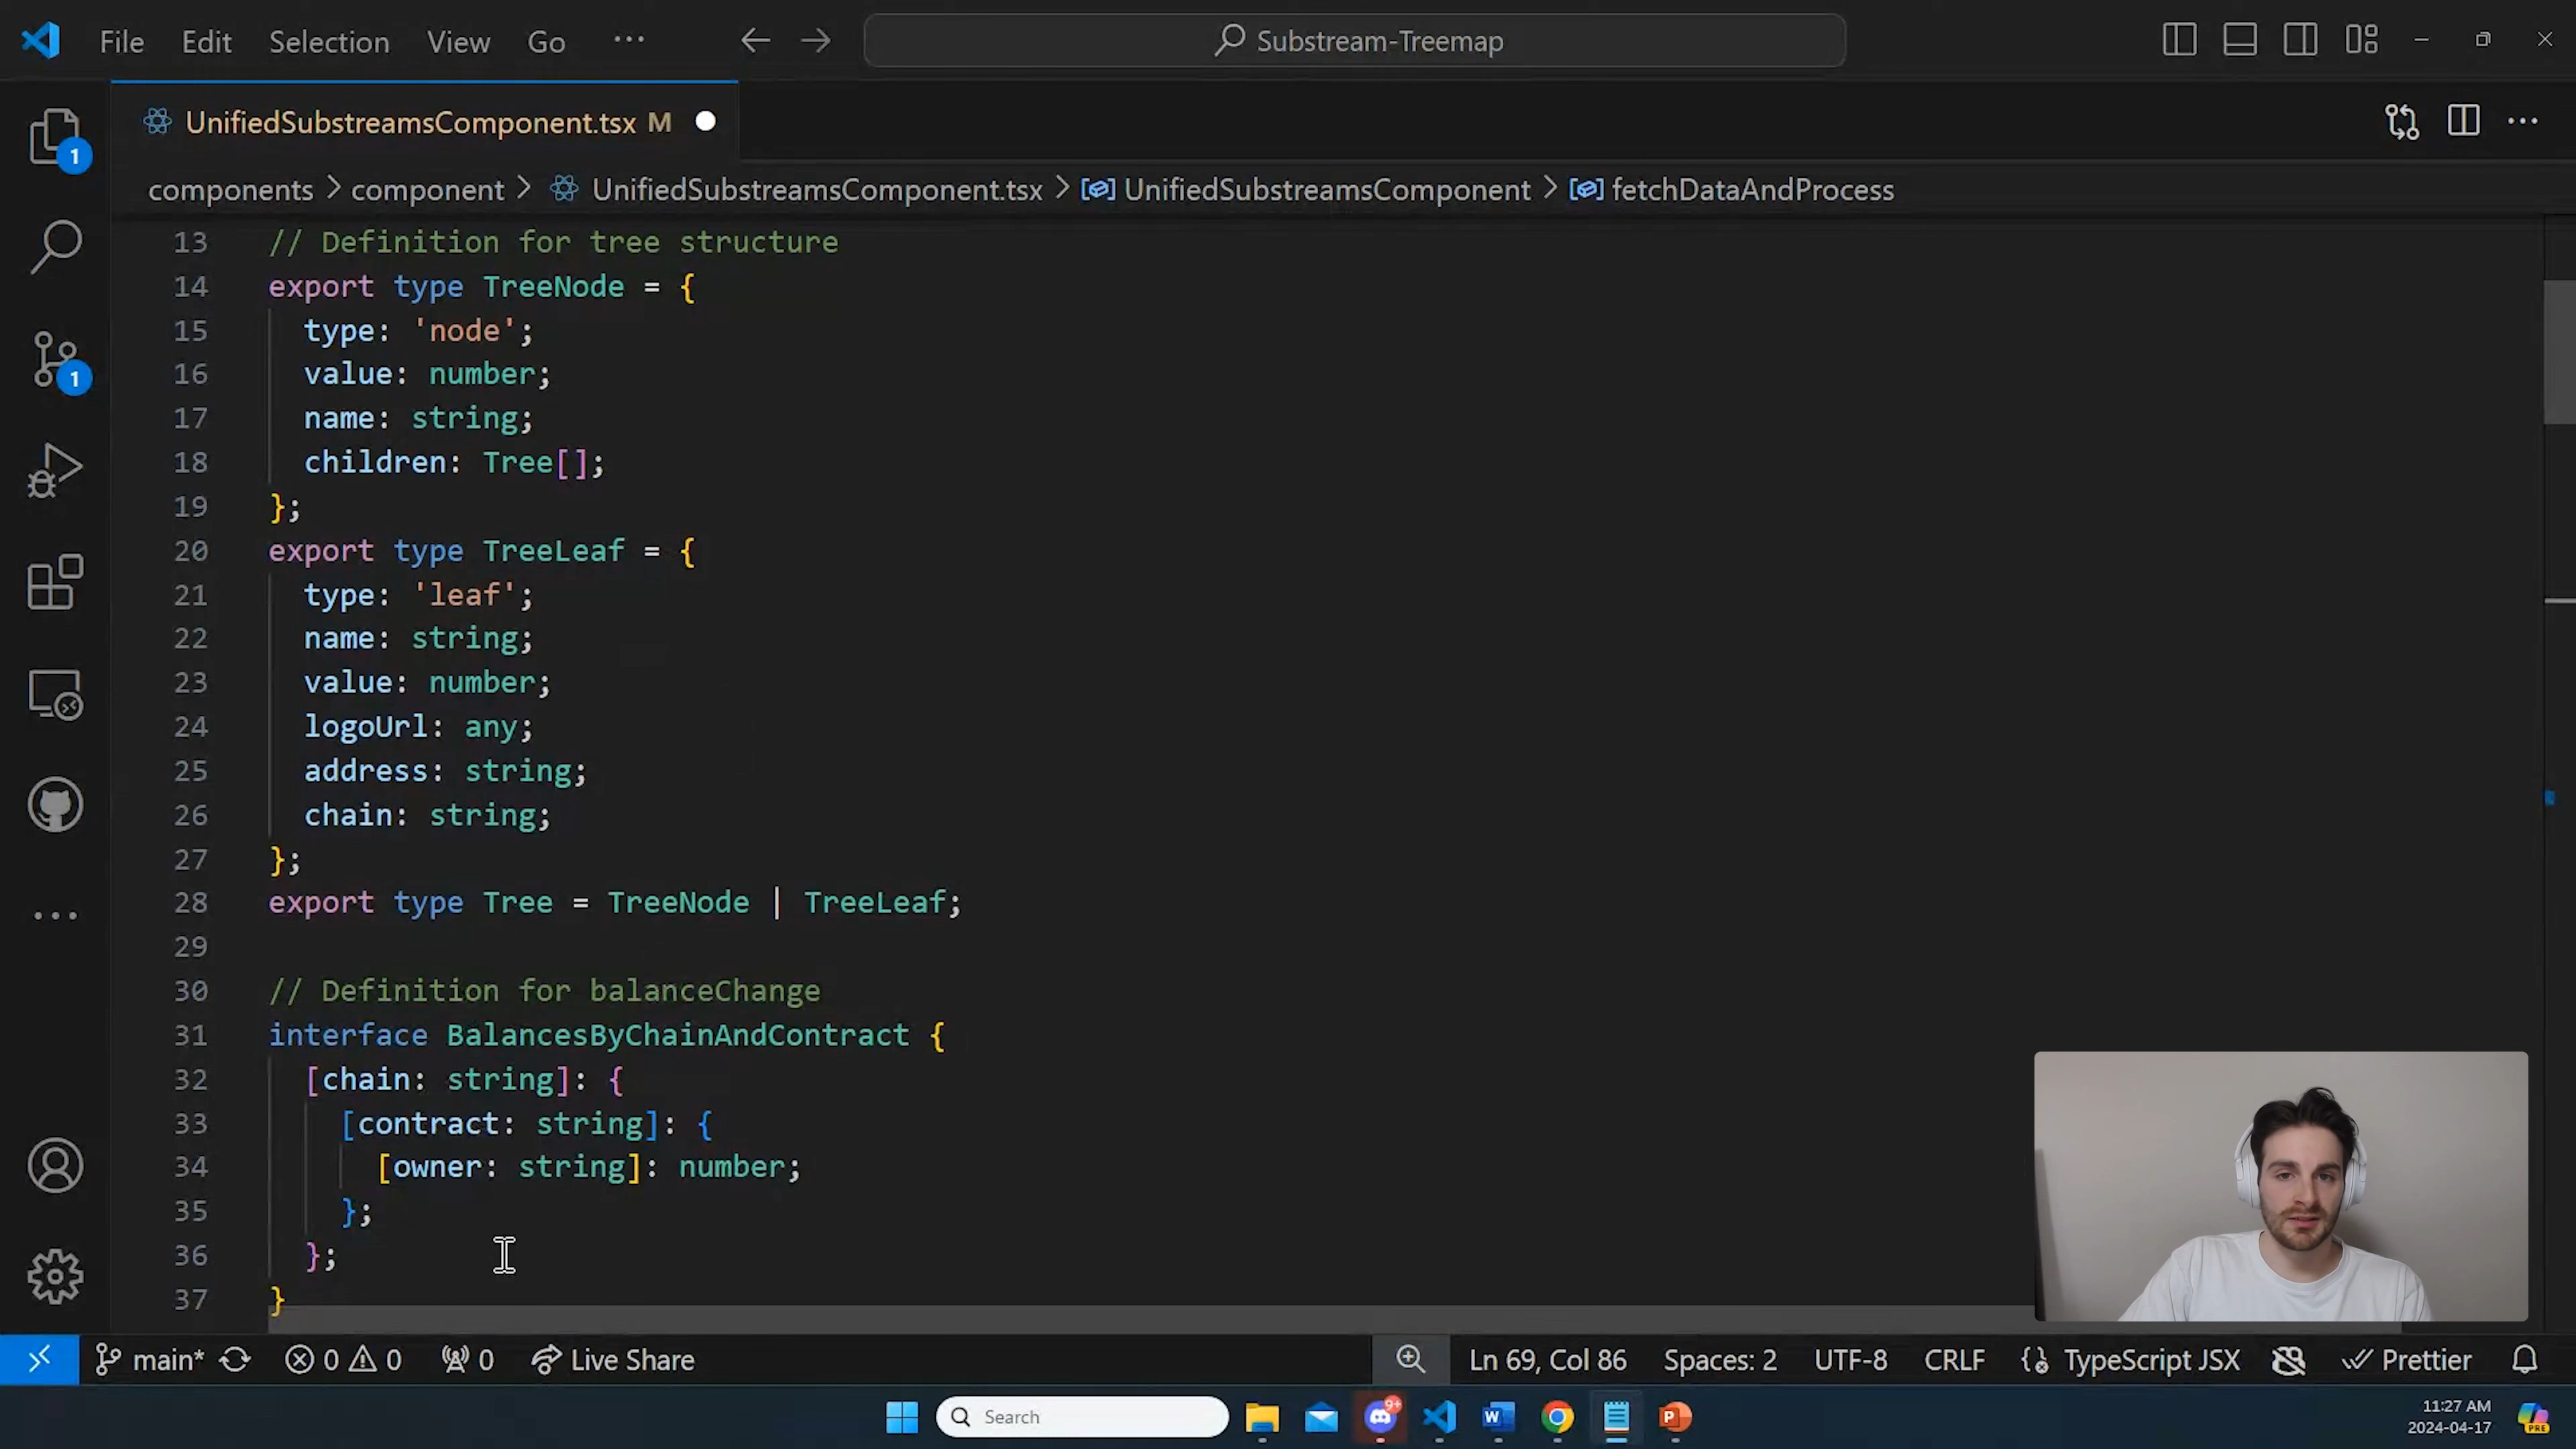 File Edit Selection View Go ···
Substream-Treemap
UnifiedSubstreamsComponent.tsx M
components > component > UnifiedSubstreamsComponent.tsx > UnifiedSubstreamsComponent > fetchDataAndProcess
13 // Definition for tree structure
14 export type TreeNode = {
15 type: 'node';
16 value: number;
17 name: string;
18 children: Tree[];
19 };
20 export type TreeLeaf = {
21 type: 'leaf';
22 name: string;
23 value: number;
24 logoUrl: any;
25 address: string;
26 chain: string;
27 };
28 export type Tree = TreeNode | TreeLeaf;
29
30 // Definition for balanceChange
31 interface BalancesByChainAndContract {
32 [chain: string]: {
33 [contract: string]: {
34 [owner: string]: number;
35 };
36 };
37 }
1
1
main* 0 0 0 Live Share Ln 69, Col 86 Spaces: 2 UTF-8 CRLF TypeScript JSX Prettier
Search
9+
W
P
11:27 AM
2024-04-17
PRE